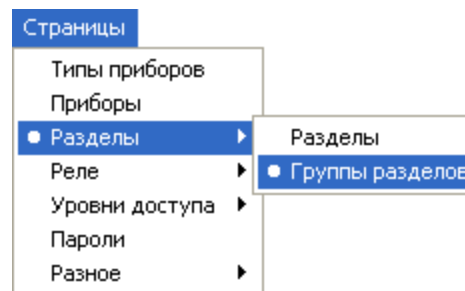 Страницы
Типы приборов
Приборы
Разделы
Разделы
Реле
Группы разделов
Уровни доступа
Пароли
Разное